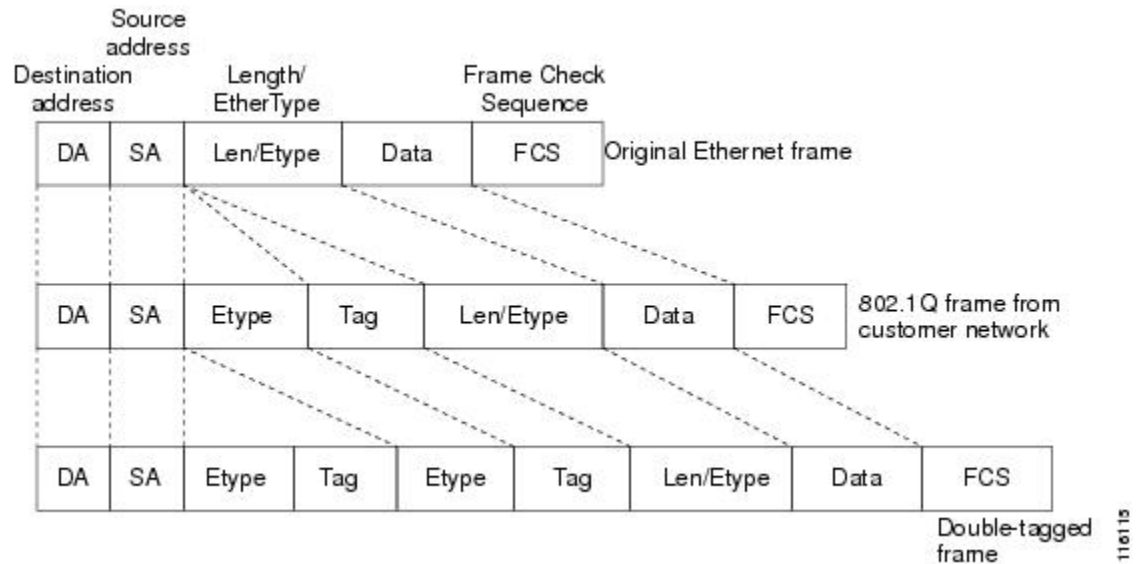 Source
address
Destination
address
Length/
EtherType
Frame Check
Sequence
DA SA Len/Etype Data FCS Original Ethernet frame
DA SA Etype Tag Len/Etype Data FCS
802.1Q frame from
customer network
DA SA Etype Tag Etype Tag Len/Etype Data FCS
Double-tagged
frame
116115